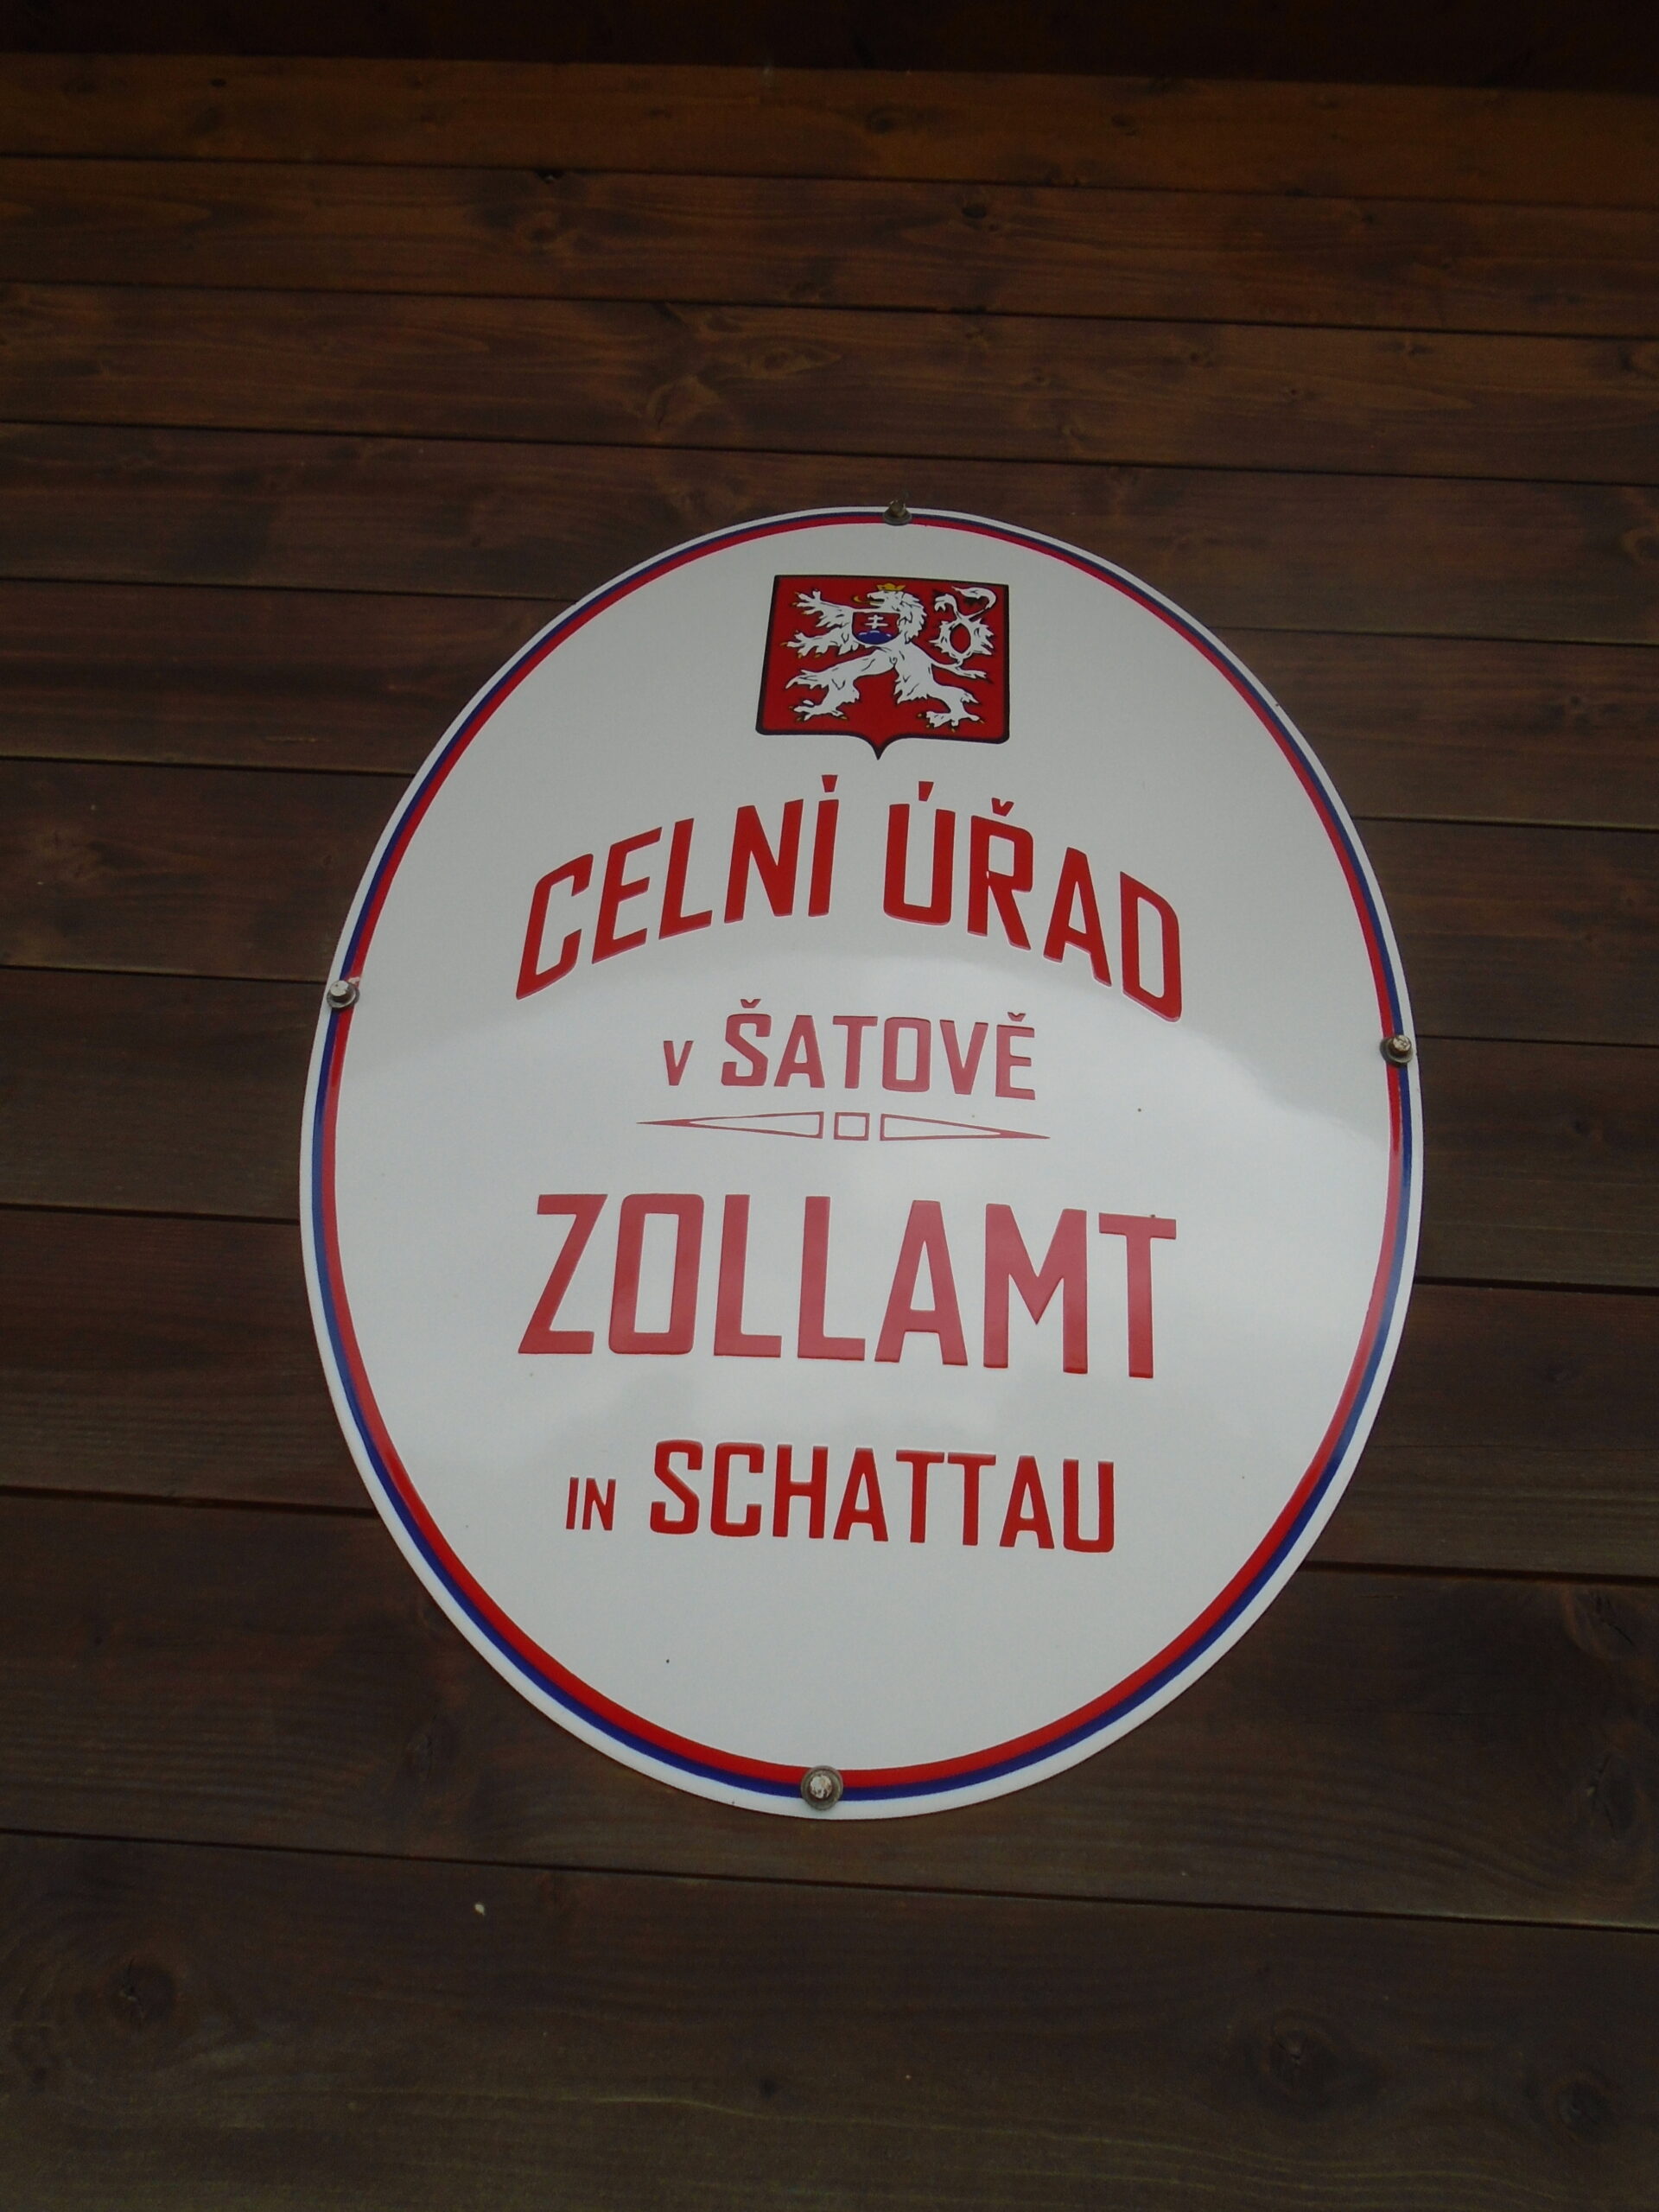 CELNÍ ÚŘAD
V ŠATOVĚ
ZOLLAMT
IN SCHATTAU